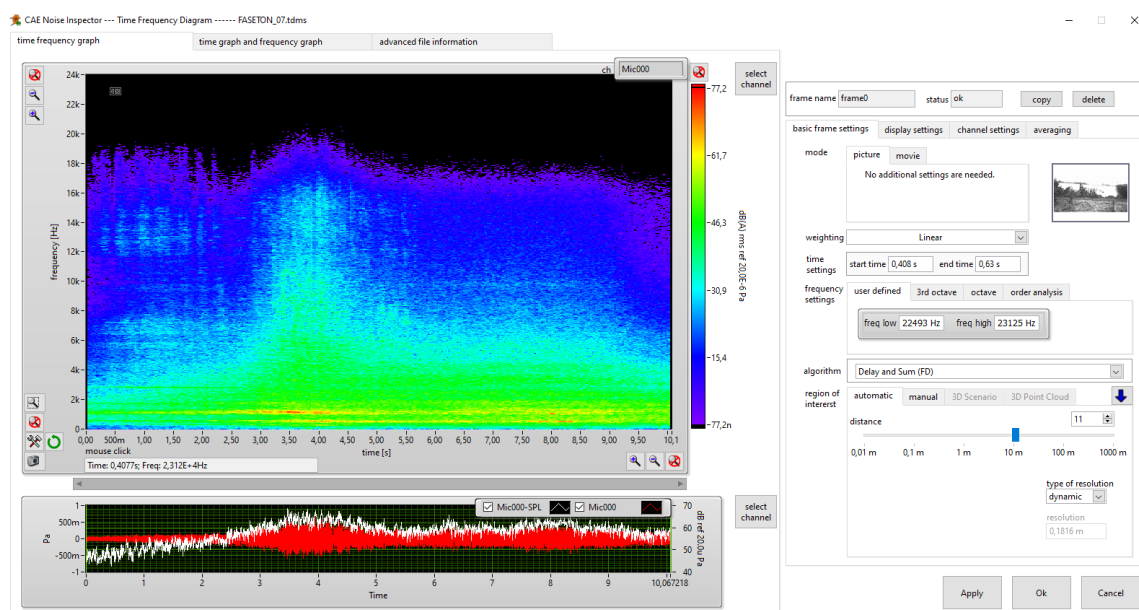 CAE Noise Inspector --- Time Frequency Diagram ------ FASETON_07.tdms
time frequency graph
time graph and frequency graph
advanced file information
ch
Mic000
select channel
24k
22k
20k
18k
16k
14k
12k
10k
8k
6k
4k
2k
0
frequency [Hz]
0,00 500m 1,00 1,50 2,00 2,50 3,00 3,50 4,00 4,50 5,00 5,50 6,00 6,50 7,00 7,50 8,00 8,50 9,00 9,50 10,1
time [s]
77,2
61,7
46,3
30,9
15,4
77,2n
dB(A) rms ref 20,0E-6 Pa
mouse click
Time: 0,4077s; Freq: 2,312E+4Hz
Mic000-SPL
Mic000
select channel
1
500m
0
-500m
-1
Pa
70
60
50
40
dB ref 20,0u Pa
0 1 2 3 4 5 6 7 8 9 10,067218
Time
frame name frame0
status ok
copy
delete
basic frame settings
display settings
channel settings
averaging
mode
picture
movie
No additional settings are needed.
weighting
Linear
time
settings
start time 0,408 s
end time 0,63 s
frequency
settings
user defined
3rd octave
octave
order analysis
freq low 22493 Hz
freq high 23125 Hz
algorithm
Delay and Sum (FD)
region of
interest
automatic
manual
3D Scenario
3D Point Cloud
distance
11
0,01 m 0,1 m 1 m 10 m 100 m 1000 m
type of resolution
dynamic
resolution
0,1816 m
Apply
Ok
Cancel